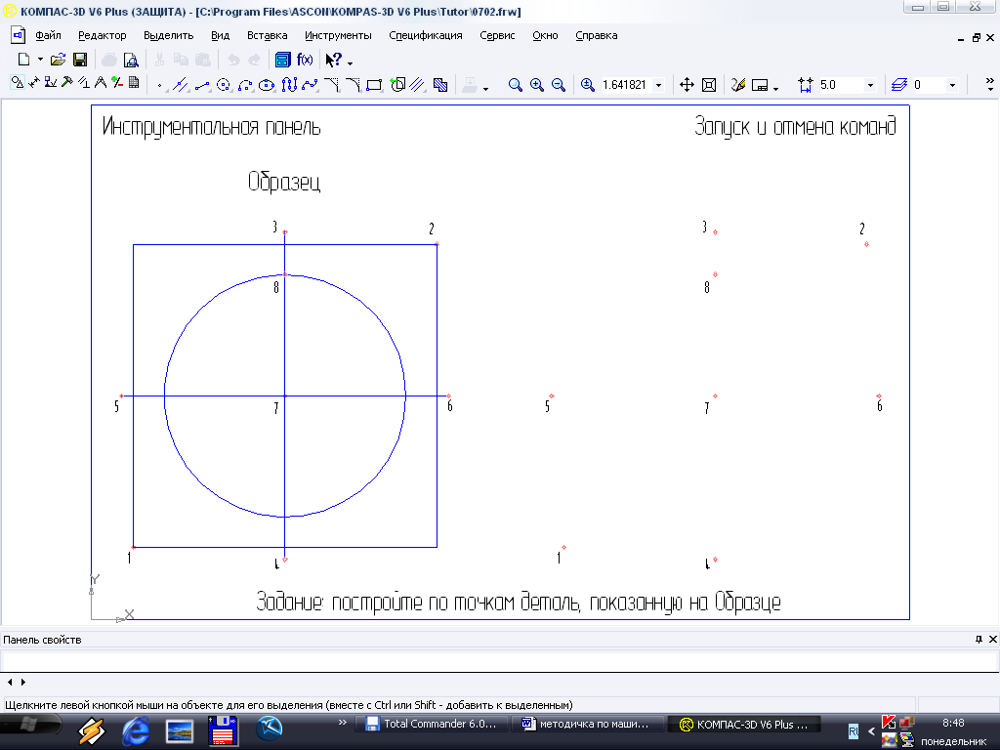 КОМПАС-3D V6 Plus (ЗАЩИТА) - [C:\Program Files\ASCON\KOMPAS-3D V6 Plus\Tutor\0702.frw]
Файл Редактор Выделить Вид Вставка Инструменты Спецификация Сервис Окно Справка
f(x) ?
1.641821 5.0 0
Инструментальная панель Запуск и отмена команд
Образец
3 2 3 2
8 8
5 7 6 5 7 6
1 4 1 4
Y
X
Задание: постройте по точкам деталь, показанную на Образце
Панель свойств
Щелкните левой кнопкой мыши на объекте для его выделения (вместе с Ctrl или Shift - добавить к выделенным)
Total Commander 6.0... методичка по маши... КОМПАС-3D V6 Plus ... 8:48
понедельник